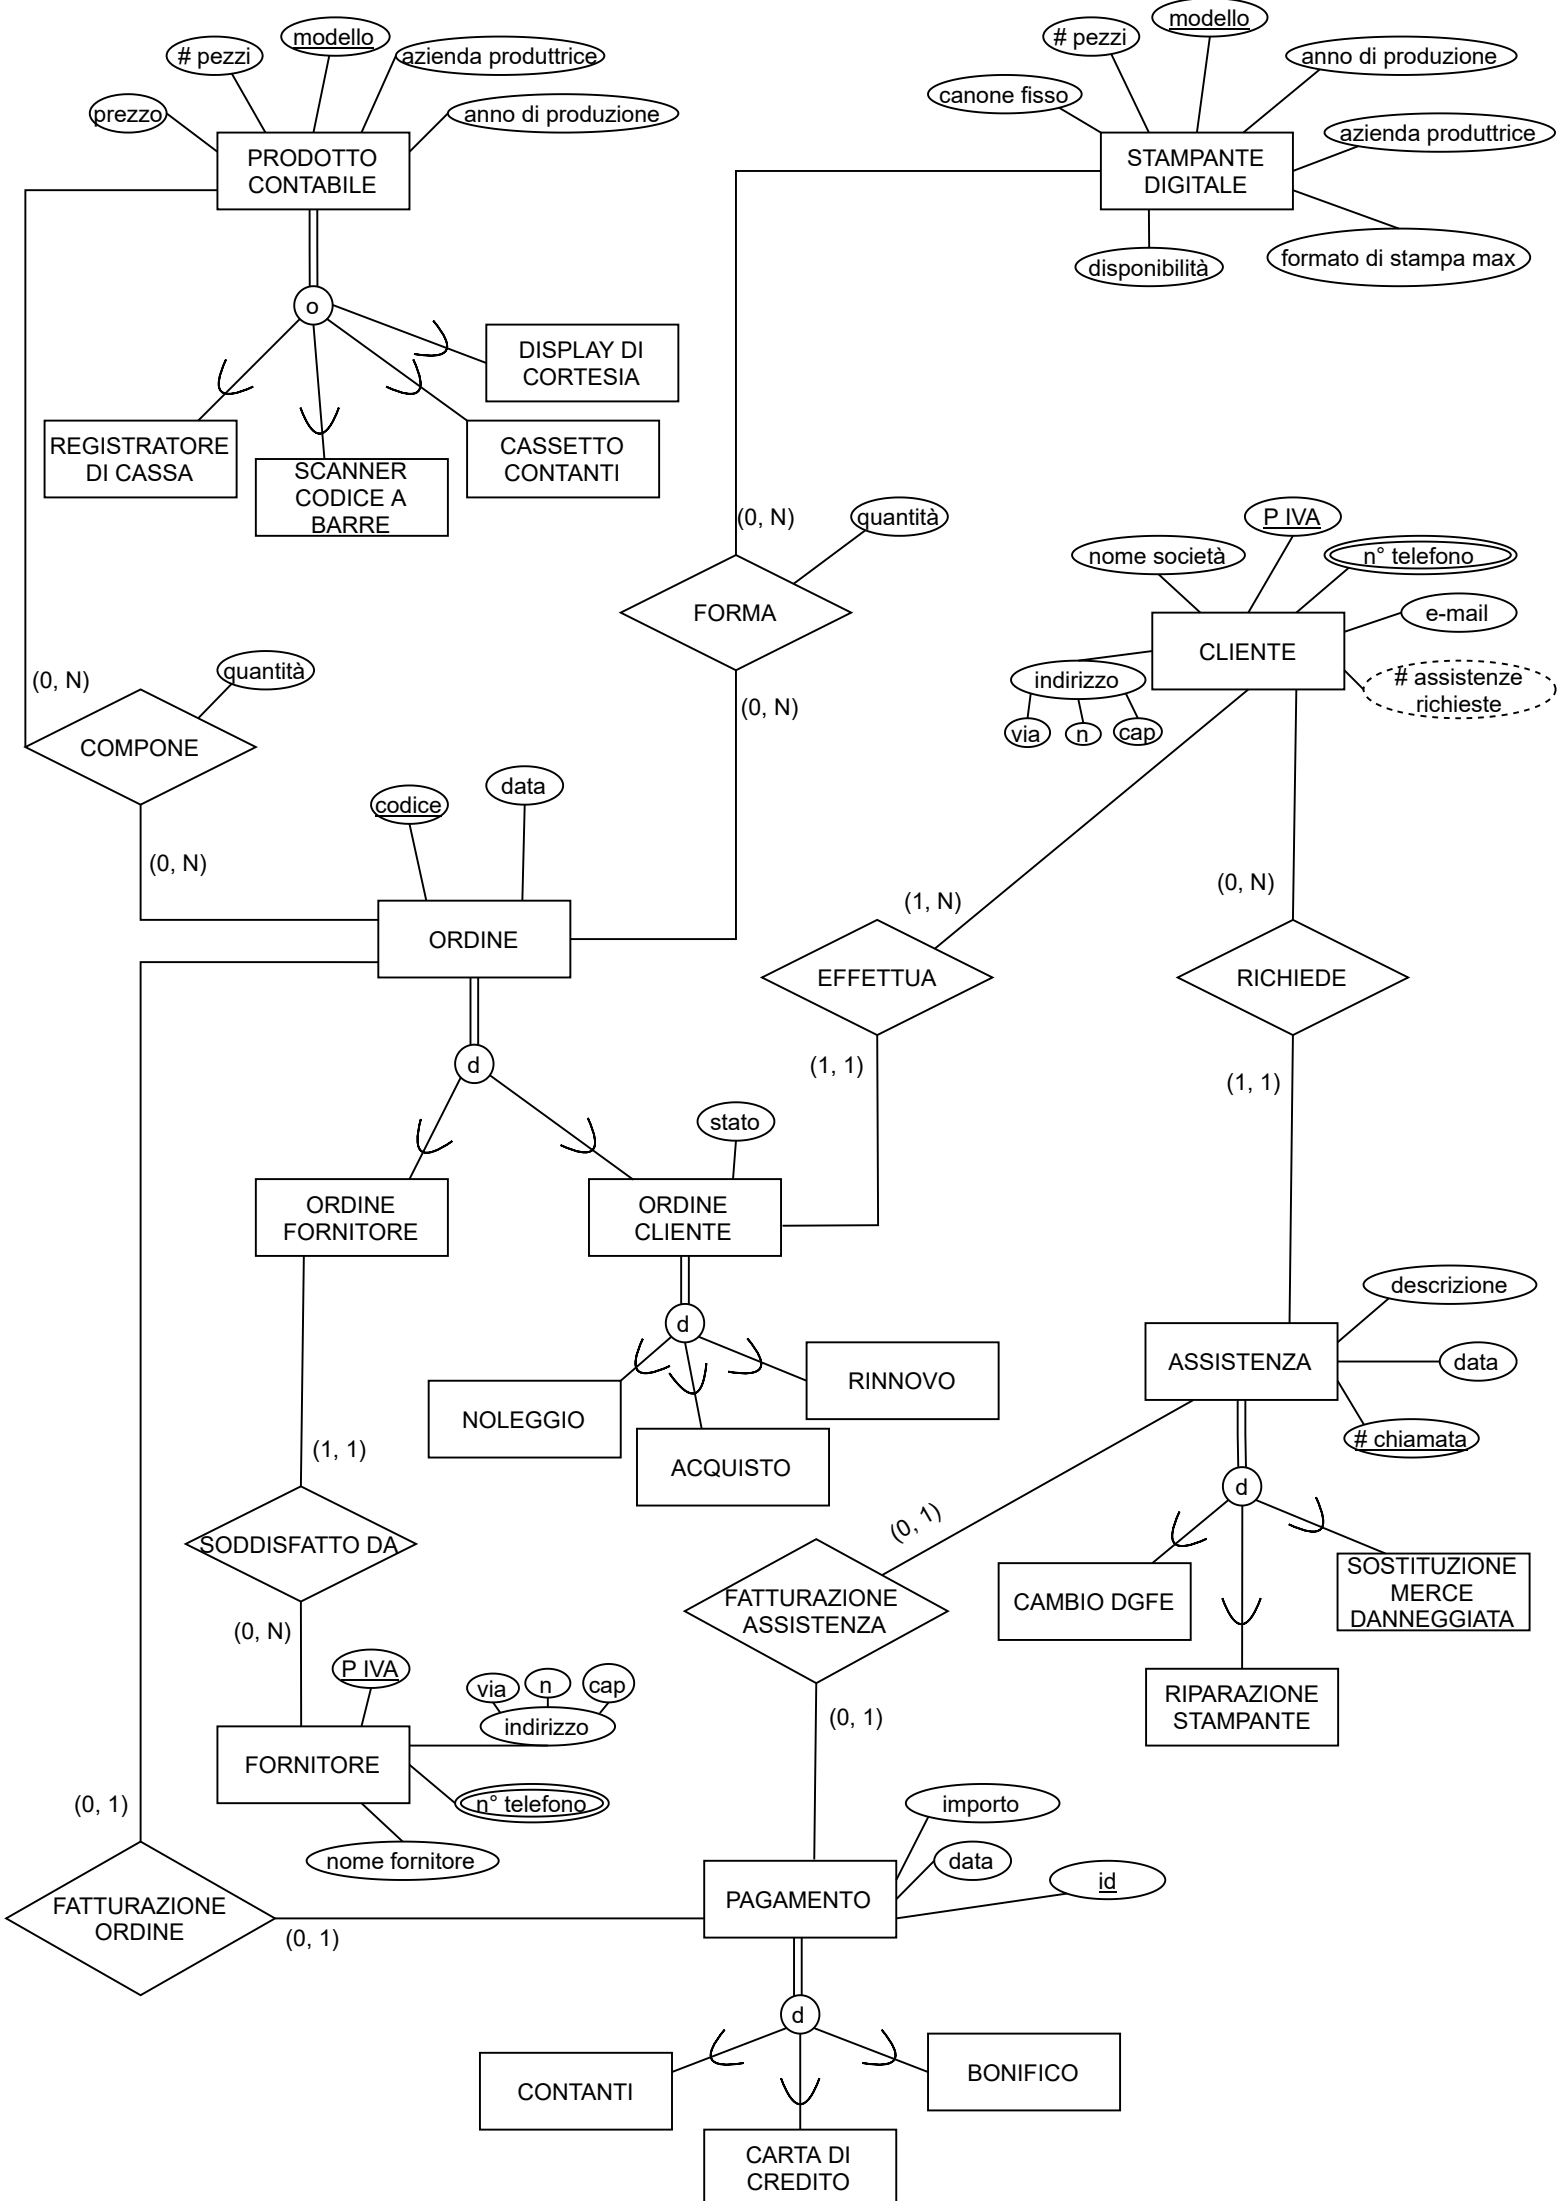 modello
# pezzi
azienda produttrice
prezzo
anno di produzione
PRODOTTO
CONTABILE
o
DISPLAY DI
CORTESIA
REGISTRATORE
DI CASSA
SCANNER
CODICE A
BARRE
CASSETTO
CONTANTI
modello
# pezzi
anno di produzione
canone fisso
azienda produttrice
STAMPANTE
DIGITALE
formato di stampa max
disponibilità
(0, N)
quantità
FORMA
(0, N)
P IVA
nome società
n° telefono
e-mail
CLIENTE
# assistenze
richieste
indirizzo
via
n
cap
(0, N)
quantità
COMPONE
(0, N)
codice
data
ORDINE
(1, N)
EFFETTUA
(1, 1)
(0, N)
RICHIEDE
(1, 1)
d
stato
ORDINE
FORNITORE
ORDINE
CLIENTE
d
NOLEGGIO
ACQUISTO
RINNOVO
descrizione
ASSISTENZA
data
# chiamata
d
CAMBIO DGFE
SOSTITUZIONE
MERCE
DANNEGGIATA
RIPARAZIONE
STAMPANTE
(1, 1)
SODDISFATTO DA
(0, N)
(0, 1)
FATTURAZIONE
ASSISTENZA
(0, 1)
P IVA
via
n
cap
indirizzo
FORNITORE
n° telefono
nome fornitore
(0, 1)
FATTURAZIONE
ORDINE
(0, 1)
importo
data
id
PAGAMENTO
d
CONTANTI
BONIFICO
CARTA DI
CREDITO